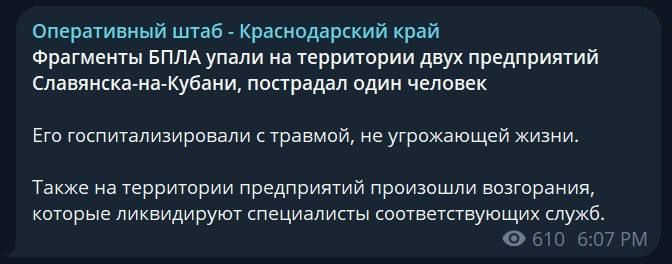 Оперативный штаб - Краснодарский край
Фрагменты БПЛА упали на территории двух предприятий
Славянска-на-Кубани, пострадал один человек
Его госпитализировали с травмой, не угрожающей жизни.
Также на территории предприятий произошли возгорания,
которые ликвидируют специалисты соответствующих служб.
610 6:07 PM